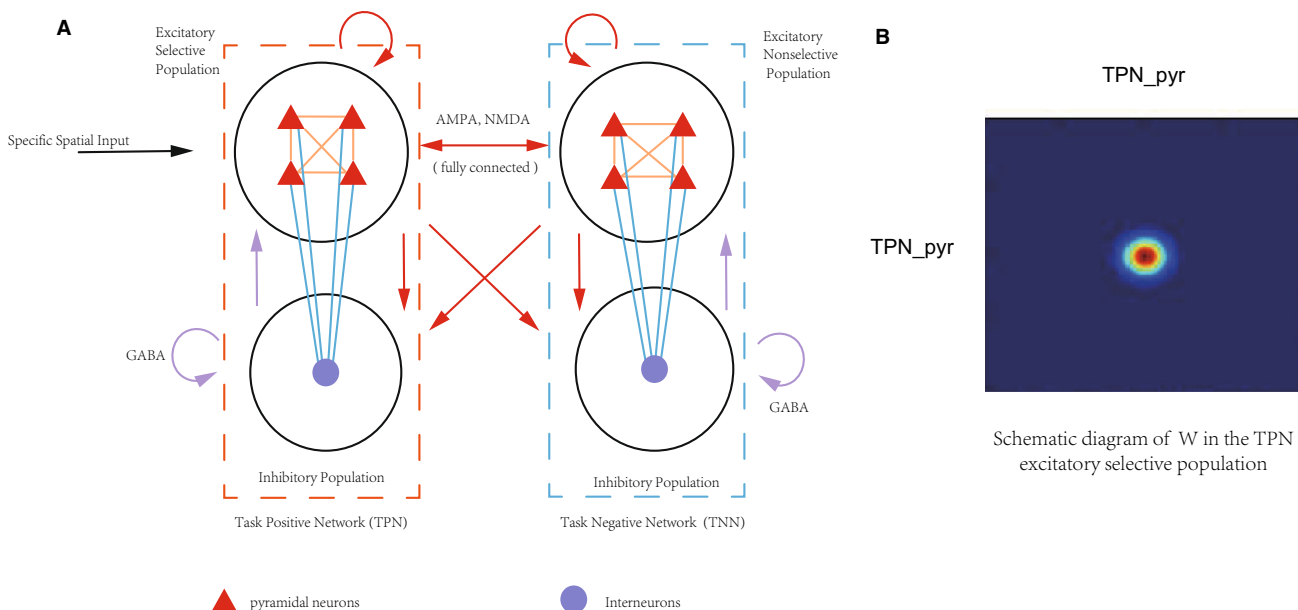 A
Excitatory
Selective
Population
Excitatory
Nonselective
Population
B
TPN_pyr
Specific Spatial Input
AMPA, NMDA
( fully connected )
TPN_pyr
GABA
GABA
Inhibitory Population
Inhibitory Population
Schematic diagram of W in the TPN
excitatory selective population
Task Positive Network (TPN)
Task Negative Network (TNN)
pyramidal neurons
Interneurons